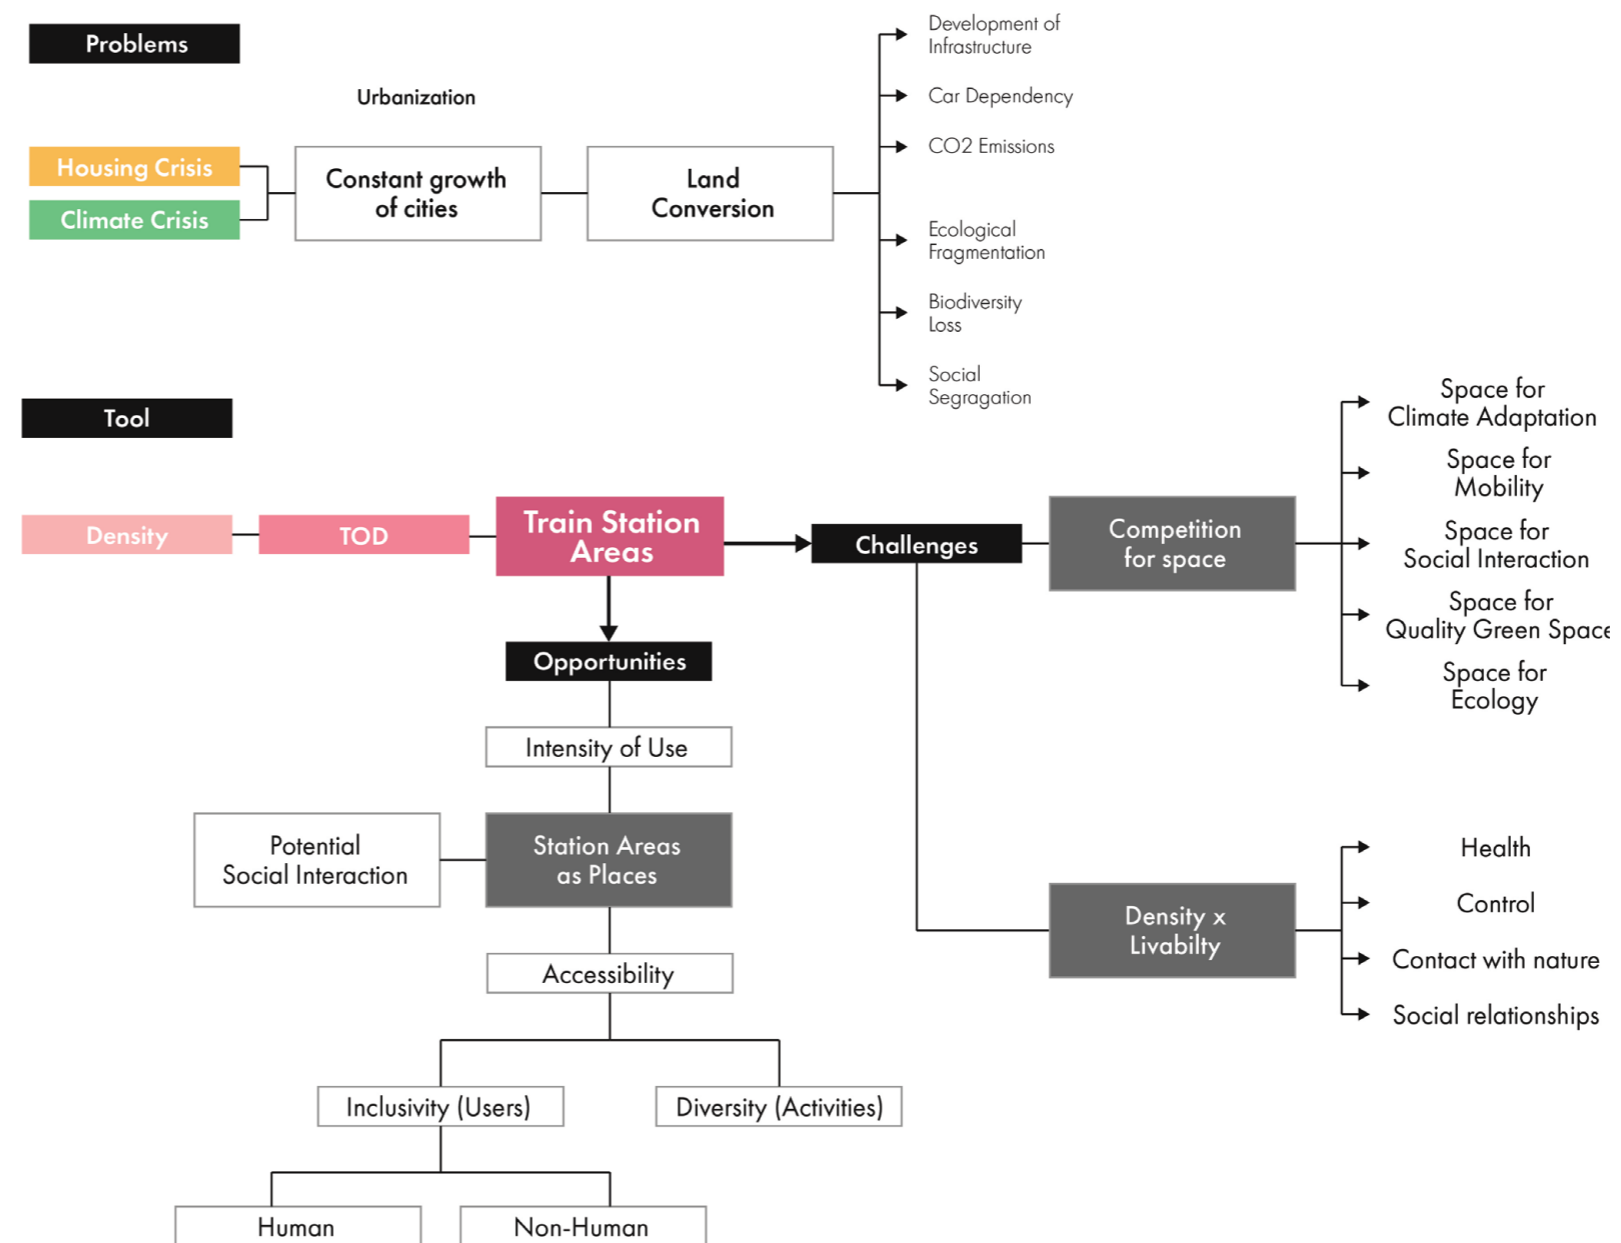 Problems
Urbanization
Housing Crisis
Climate Crisis
Constant growth
of cities
Land
Conversion
Development of
Infrastructure
Car Dependency
CO2 Emissions
Ecological
Fragmentation
Biodiversity
Loss
Social
Segragation
Tool
Density
TOD
Train Station
Areas
Challenges
Competition
for space
Space for
Climate Adaptation
Space for
Mobility
Space for
Social Interaction
Space for
Quality Green Space
Space for
Ecology
Opportunities
Intensity of Use
Potential
Social Interaction
Station Areas
as Places
Accessibility
Inclusivity (Users)
Diversity (Activities)
Human
Non-Human
Density x
Livabilty
Health
Control
Contact with nature
Social relationships